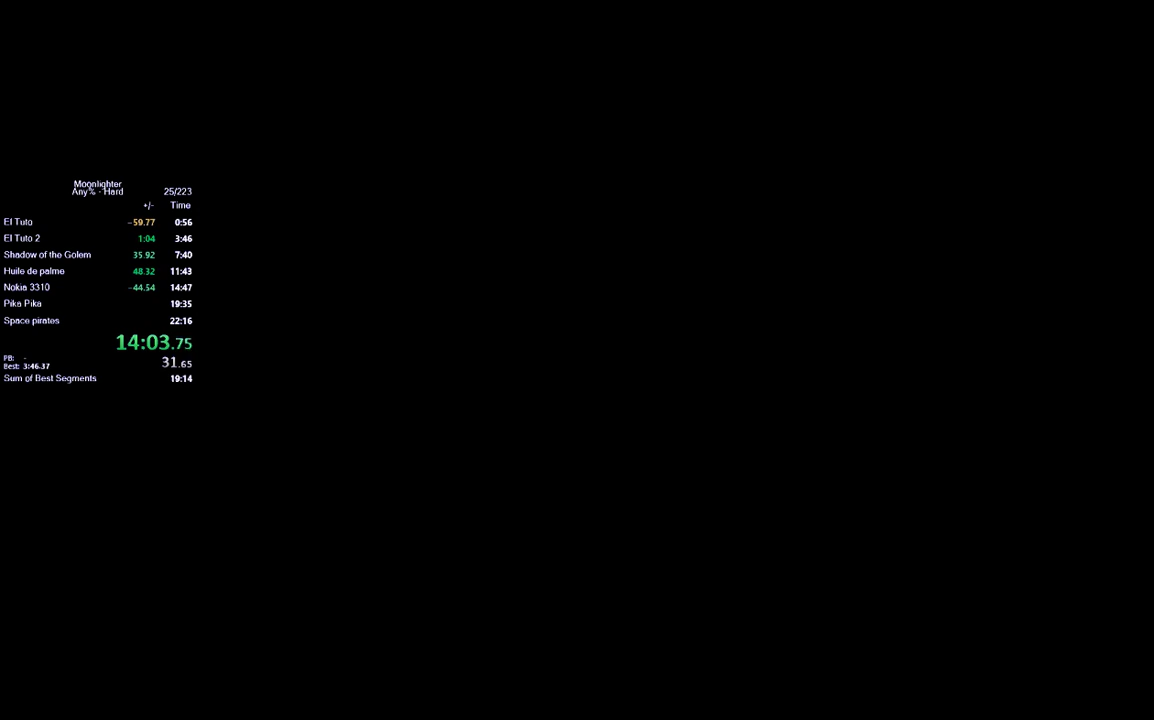 Moonlighter
Any% - Hard 25/223
+/- Time
El Tuto -59.77 0:56
El Tuto 2 1:04 3:46
Shadow of the Golem 35.92 7:40
Huile de palme 48.32 11:43
Nokia 3310 -44.54 14:47
Pika Pika 19:35
Space pirates 22:16
14:03.75
PB: - 31.65
Best: 3:46.37
Sum of Best Segments 19:14